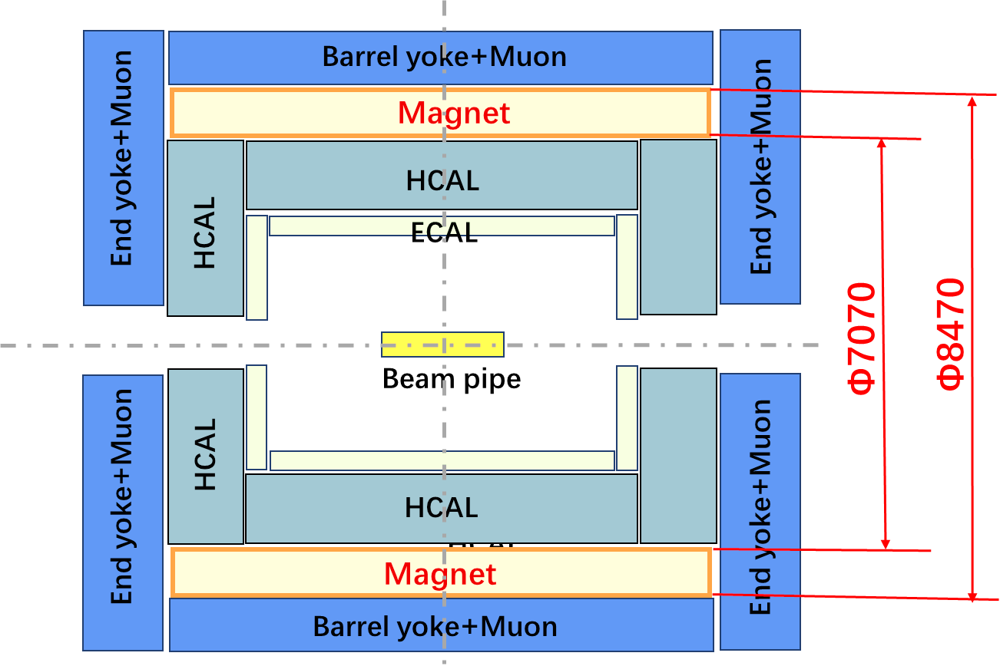 Barrel yoke+Muon
End yoke+Muon
Magnet
End yoke+Muon
HCAL
HCAL
ECAL
Φ7070
Φ8470
Beam pipe
End yoke+Muon
HCAL
End yoke+Muon
HCAL
HCAL
Magnet
Barrel yoke+Muon